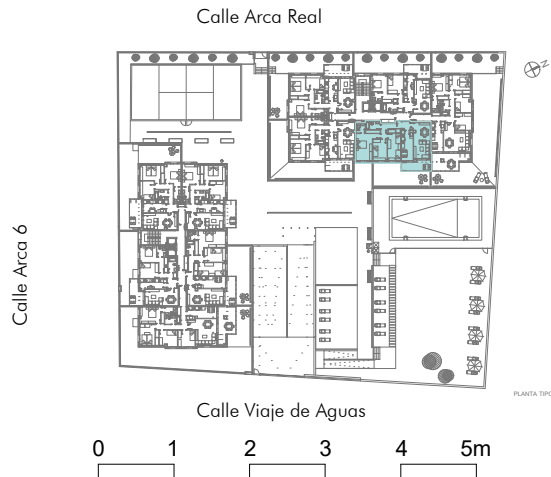 Calle Arca Real
N
Calle Arca 6
PLANTA TIPO
Calle Viaje de Aguas
0 1 2 3 4 5m